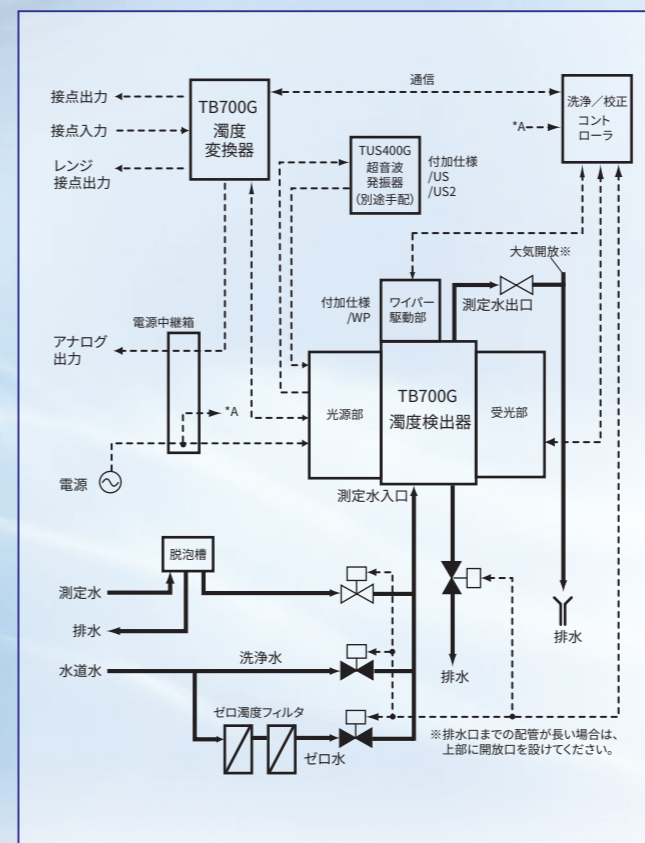 通信
接点出力
接点入力
レンジ
接点出力
TB700G
濁度
変換器
TUS400G
超音波
発振器
(別途手配)
付加仕様
/US
/US2
洗浄/校正
コント
ローラ
*A
大気開放※
測定水出口
付加仕様
/WP
ワイパー
駆動部
電源中継箱
アナログ
出力
*A
光源部
TB700G
濁度検出器
受光部
電源
測定水入口
脱泡槽
測定水
排水
水道水
洗浄水
ゼロ濁度フィルタ
ゼロ水
排水
排水
※排水口までの配管が長い場合は、
上部に開放口を設けてください。